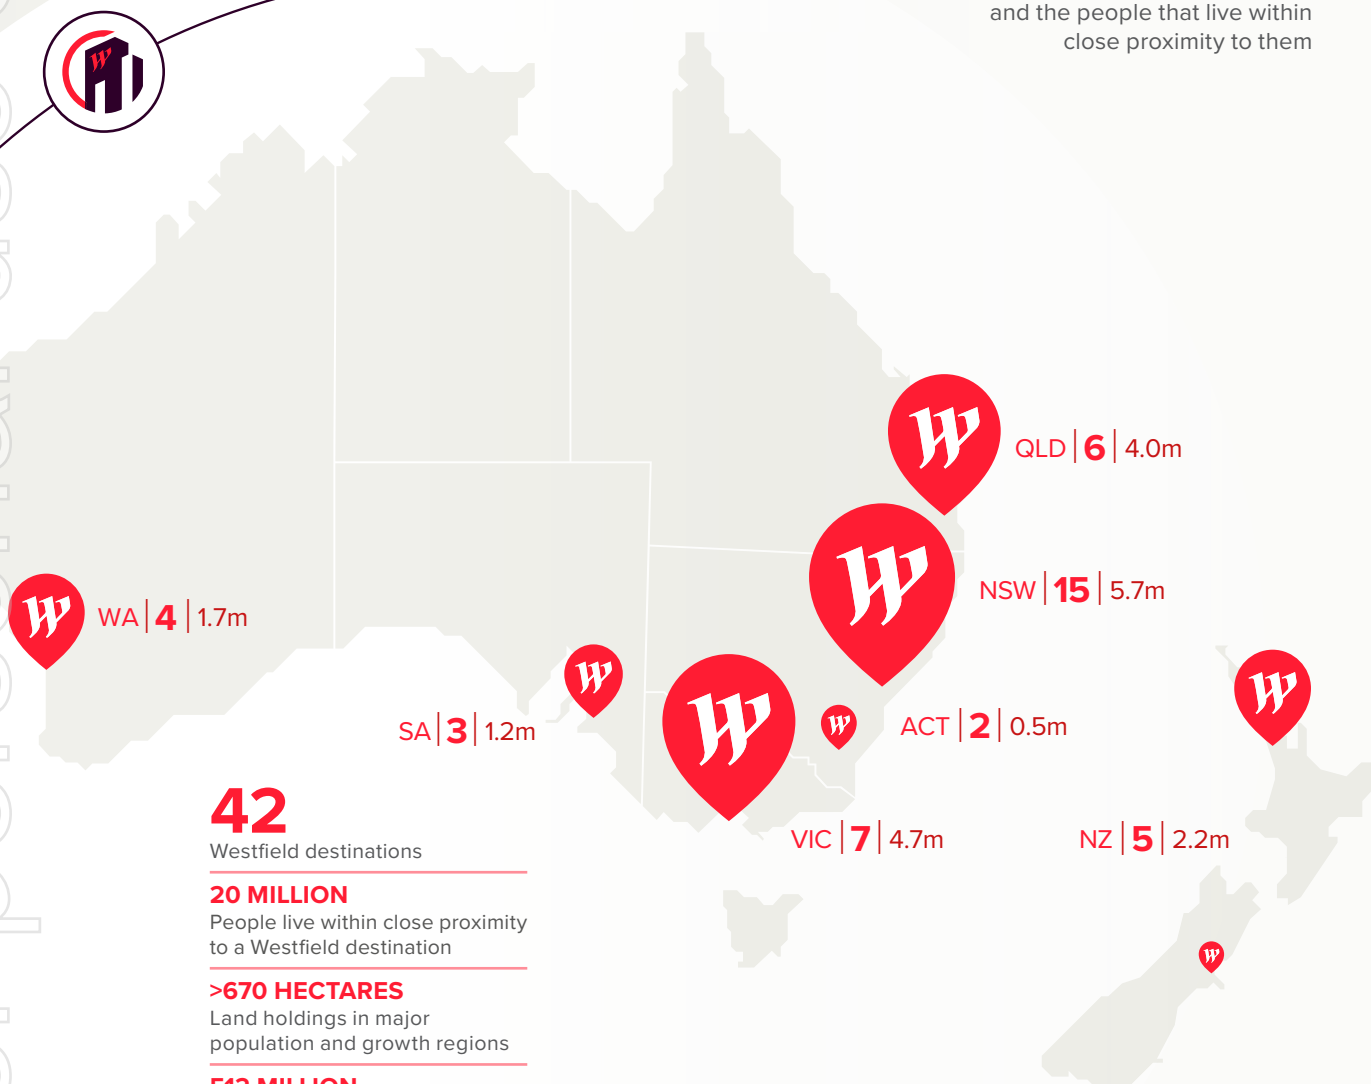 and the people that live within
close proximity to them
QLD | 6 | 4.0m
NSW | 15 | 5.7m
WA | 4 | 1.7m
SA | 3 | 1.2m
ACT | 2 | 0.5m
VIC | 7 | 4.7m
NZ | 5 | 2.2m
42
Westfield destinations
20 MILLION
People live within close proximity
to a Westfield destination
>670 HECTARES
Land holdings in major
population and growth regions
MILLION